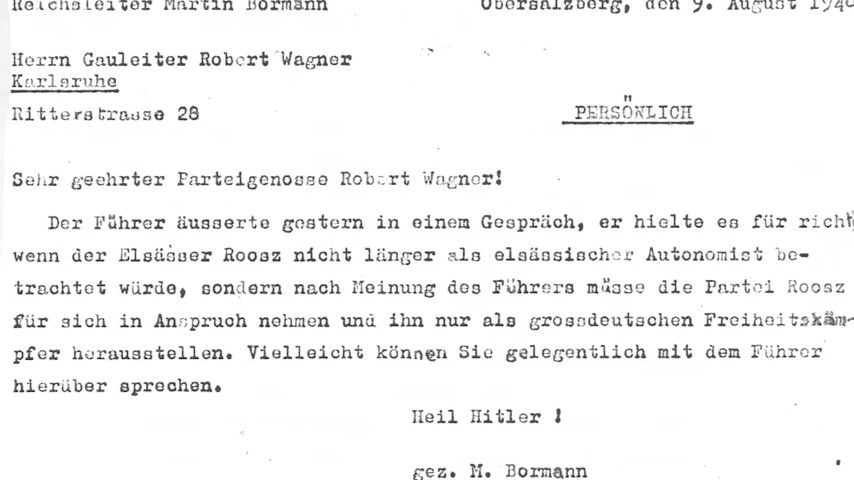 Reichsleiter Martin Bormann Obersalzberg, den 9. August 1940
Herrn Gauleiter Robert Wagner
Karlsruhe
Ritterstrasse 28 PERSÖNLICH
Sehr geehrter Parteigenosse Robert Wagner!
Der Führer äusserte gestern in einem Gespräch, er hielte es für richt
wenn der Elsässer Roosz nicht länger als elsässischer Autonomist be-
trachtet würde, sondern nach Meinung des Führers müsse die Partei Roosz
für sich in Anspruch nehmen und ihn nur als grossdeutschen Freiheitskäm-
pfer herausstellen. Vielleicht können Sie gelegentlich mit dem Führer
hierüber sprechen.
Heil Hitler !
gez. M. Bormann